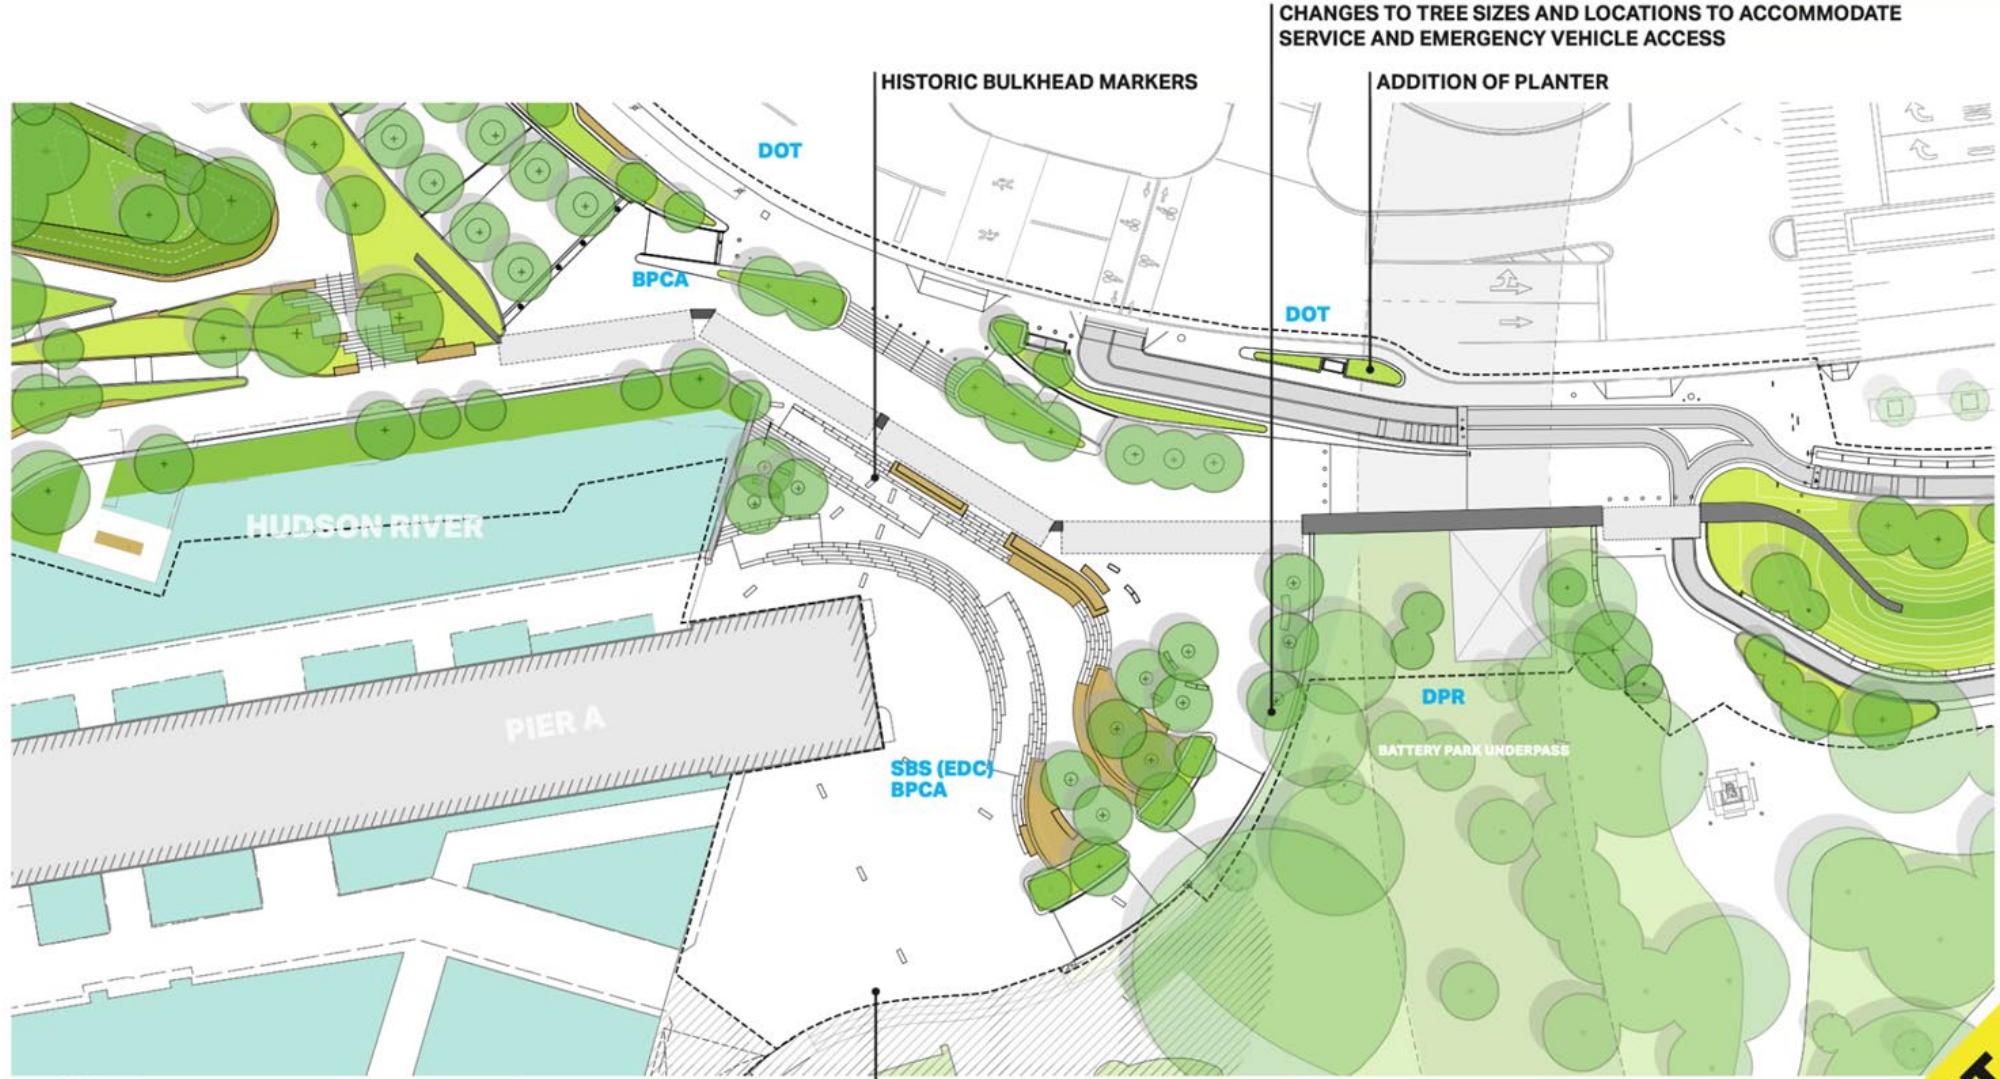 CHANGES TO TREE SIZES AND LOCATIONS TO ACCOMMODATE
SERVICE AND EMERGENCY VEHICLE ACCESS
HISTORIC BULKHEAD MARKERS
ADDITION OF PLANTER
DOT
BPCA
DOT
HUDSON RIVER
PIER A
DPR
BATTERY PARK UNDERPASS
SBS (EDC)
BPCA